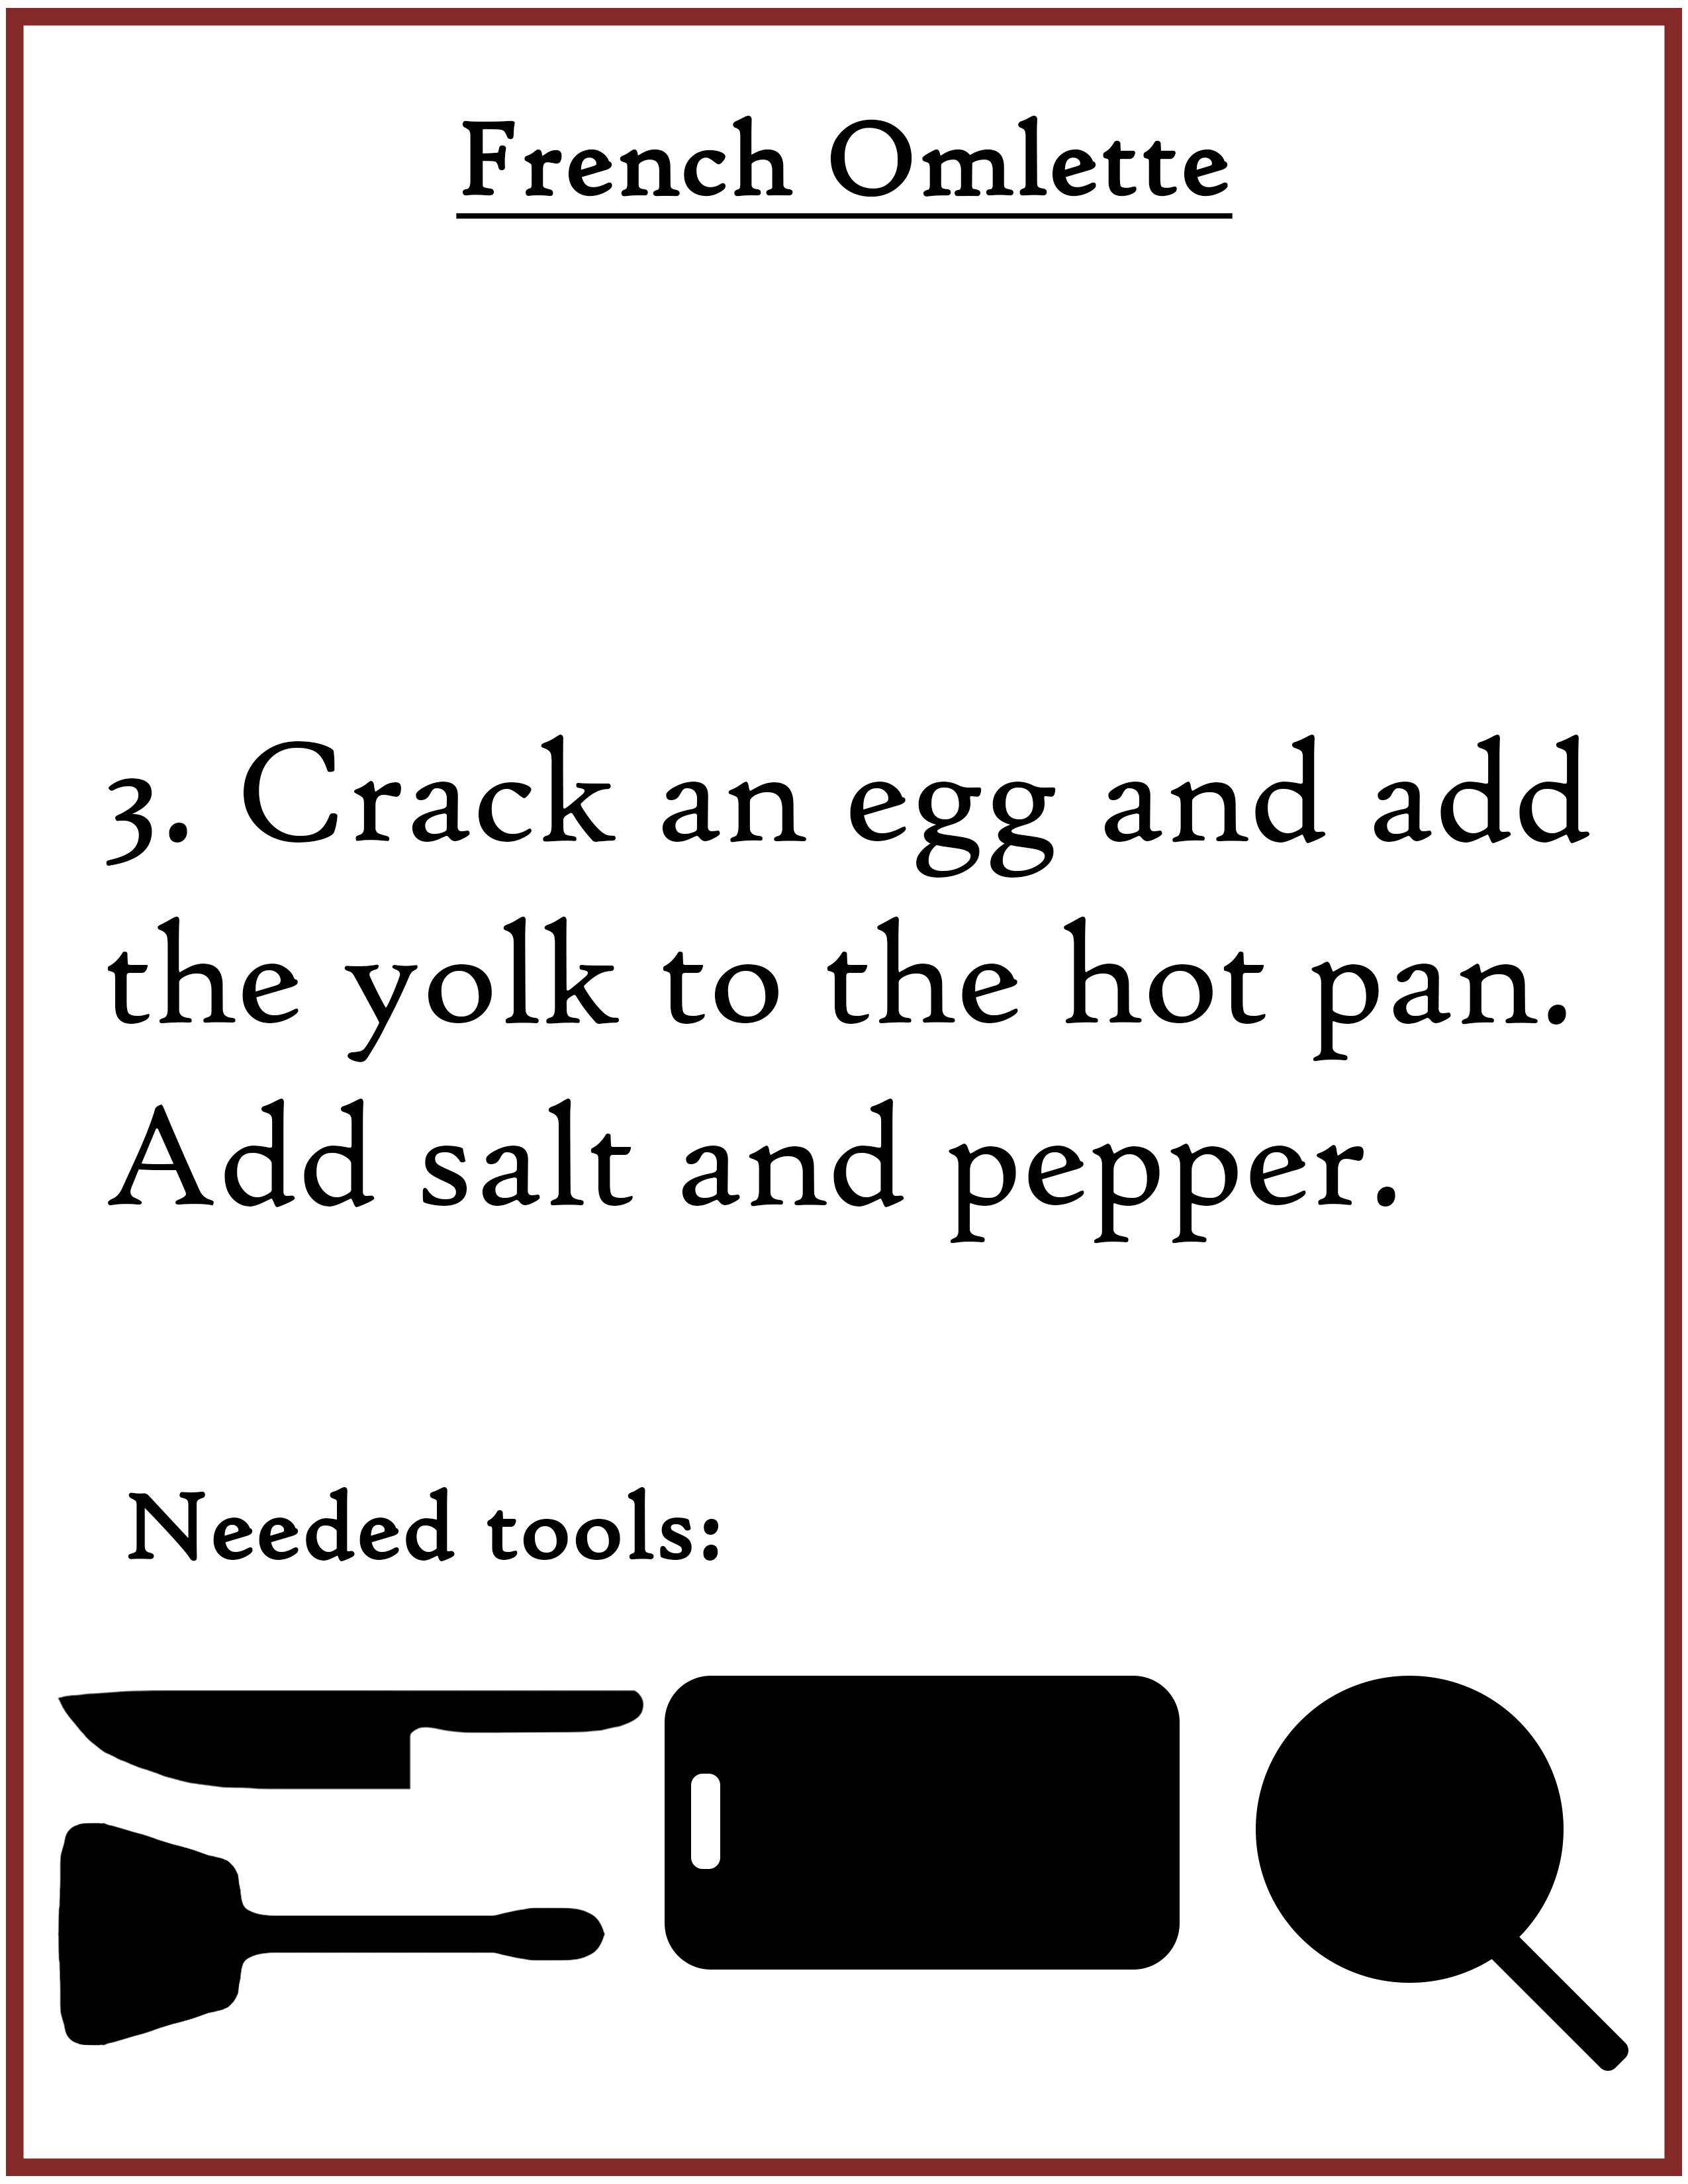 French Omlette
3. Crack an egg and add
the yolk to the hot pan.
Add salt and pepper.
Needed tools: